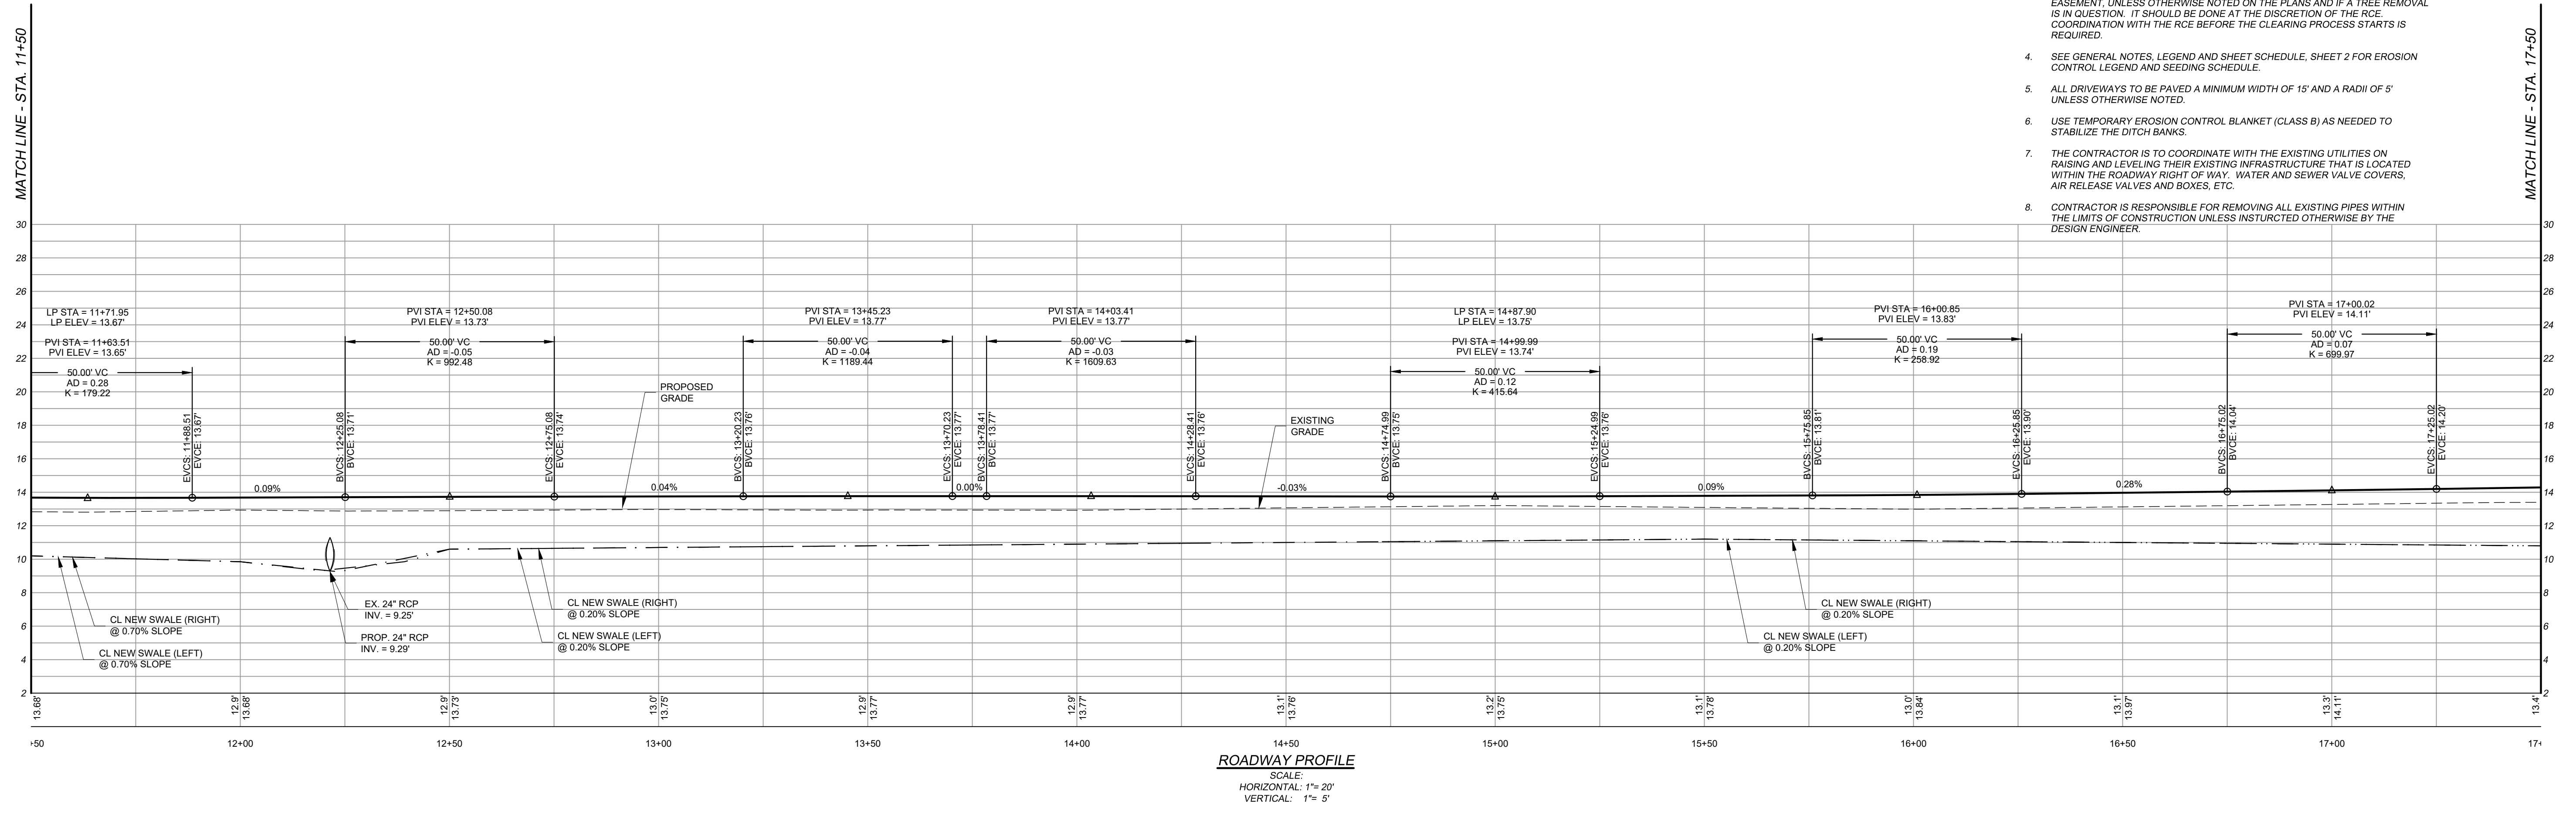 MATCH LINE - STA. 11+50
EASEMENT, UNLESS OTHERWISE NOTED ON THE PLANS AND IF A TREE REMOVAL
IS IN QUESTION. IT SHOULD BE DONE AT THE DISCRETION OF THE RCE.
COORDINATION WITH THE RCE BEFORE THE CLEARING PROCESS STARTS IS
REQUIRED.
4. SEE GENERAL NOTES, LEGEND AND SHEET SCHEDULE, SHEET 2 FOR EROSION
CONTROL LEGEND AND SEEDING SCHEDULE.
5. ALL DRIVEWAYS TO BE PAVED A MINIMUM WIDTH OF 15' AND A RADII OF 5'
UNLESS OTHERWISE NOTED.
6. USE TEMPORARY EROSION CONTROL BLANKET (CLASS B) AS NEEDED TO
STABILIZE THE DITCH BANKS.
7. THE CONTRACTOR IS TO COORDINATE WITH THE EXISTING UTILITIES ON
RAISING AND LEVELING THEIR EXISTING INFRASTRUCTURE THAT IS LOCATED
WITHIN THE ROADWAY RIGHT OF WAY. WATER AND SEWER VALVE COVERS,
AIR RELEASE VALVES AND BOXES, ETC.
8. CONTRACTOR IS RESPONSIBLE FOR REMOVING ALL EXISTING PIPES WITHIN
THE LIMITS OF CONSTRUCTION UNLESS INSTURCTED OTHERWISE BY THE
DESIGN ENGINEER.
MATCH LINE - STA. 17+50
30
28
26
24
22
20
18
16
14
12
10
8
6
4
2
LP STA = 11+71.95
LP ELEV = 13.67'
PVI STA = 11+63.51
PVI ELEV = 13.65'
50.00' VC
AD = 0.28
K = 179.22
EVCS: 11+88.51
EVCE: 13.67'
0.09%
PVI STA = 12+50.08
PVI ELEV = 13.73'
50.00' VC
AD = -0.05
K = 992.48
BVCS: 12+25.08
BVCE: 13.71'
EVCS: 12+75.08
EVCE: 13.74'
PROPOSED
GRADE
0.04%
PVI STA = 13+45.23
PVI ELEV = 13.77'
50.00' VC
AD = -0.04
K = 1189.44
BVCS: 13+20.23
BVCE: 13.76'
EVCS: 13+70.23
EVCE: 13.77'
0.00%
PVI STA = 14+03.41
PVI ELEV = 13.77'
50.00' VC
AD = -0.03
K = 1609.63
BVCS: 13+78.41
BVCE: 13.77'
EVCS: 14+28.41
EVCE: 13.76'
EXISTING
GRADE
-0.03%
LP STA = 14+87.90
LP ELEV = 13.75'
PVI STA = 14+99.99
PVI ELEV = 13.74'
50.00' VC
AD = 0.12
K = 415.64
BVCS: 14+74.99
BVCE: 13.75'
EVCS: 15+24.99
EVCE: 13.76'
0.09%
PVI STA = 16+00.85
PVI ELEV = 13.83'
50.00' VC
AD = 0.19
K = 258.92
BVCS: 15+75.85
BVCE: 13.81'
EVCS: 16+25.85
EVCE: 13.90'
0.28%
PVI STA = 17+00.02
PVI ELEV = 14.11'
50.00' VC
AD = 0.07
K = 699.97
BVCS: 16+75.02
BVCE: 14.04'
EVCS: 17+25.02
EVCE: 14.20'
30
28
26
24
22
20
18
16
14
12
10
8
6
4
2
CL NEW SWALE (RIGHT)
@ 0.70% SLOPE
CL NEW SWALE (LEFT)
@ 0.70% SLOPE
EX. 24" RCP
INV. = 9.25'
PROP. 24" RCP
INV. = 9.29'
CL NEW SWALE (RIGHT)
@ 0.20% SLOPE
CL NEW SWALE (LEFT)
@ 0.20% SLOPE
CL NEW SWALE (RIGHT)
@ 0.20% SLOPE
CL NEW SWALE (LEFT)
@ 0.20% SLOPE
13.68'
12.9'
13.68'
12.9'
13.73'
13.0'
13.75'
12.9'
13.77'
12.9'
13.77'
13.1'
13.76'
13.2'
13.75'
13.1'
13.78'
13.0'
13.84'
13.1'
13.97'
13.3'
14.11'
13.4'
+50
12+00
12+50
13+00
13+50
14+00
14+50
15+00
15+50
16+00
16+50
17+00
17+
ROADWAY PROFILE
SCALE:
HORIZONTAL: 1"= 20'
VERTICAL: 1"= 5'